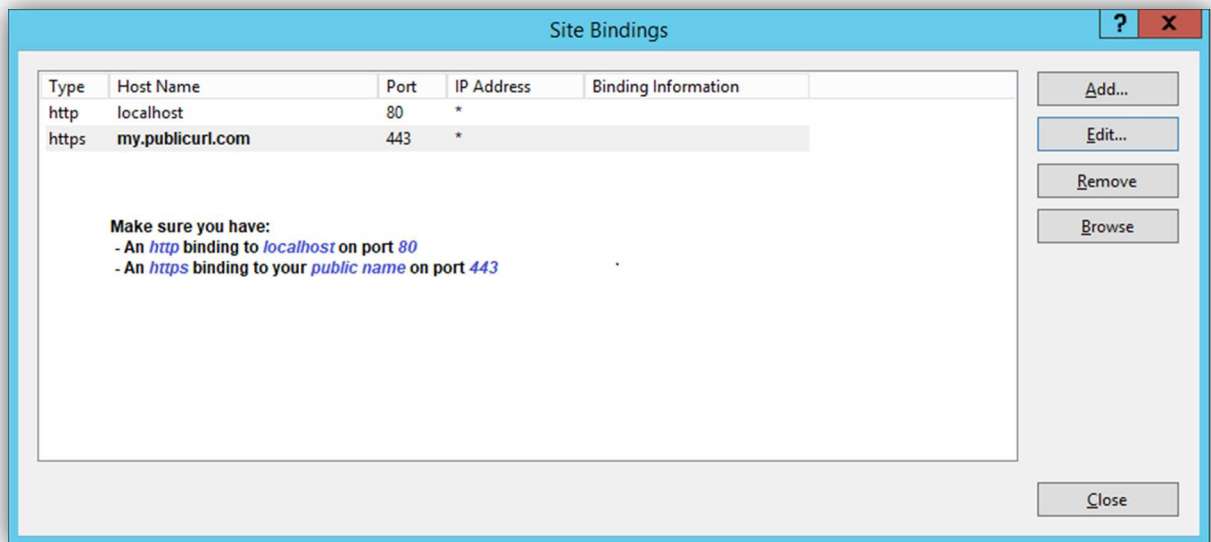 Site Bindings
? X
Type Host Name Port IP Address Binding Information
http localhost 80 *
https my.publicurl.com 443 *
Make sure you have:
- An http binding to localhost on port 80
- An https binding to your public name on port 443
Add...
Edit...
Remove
Browse
Close